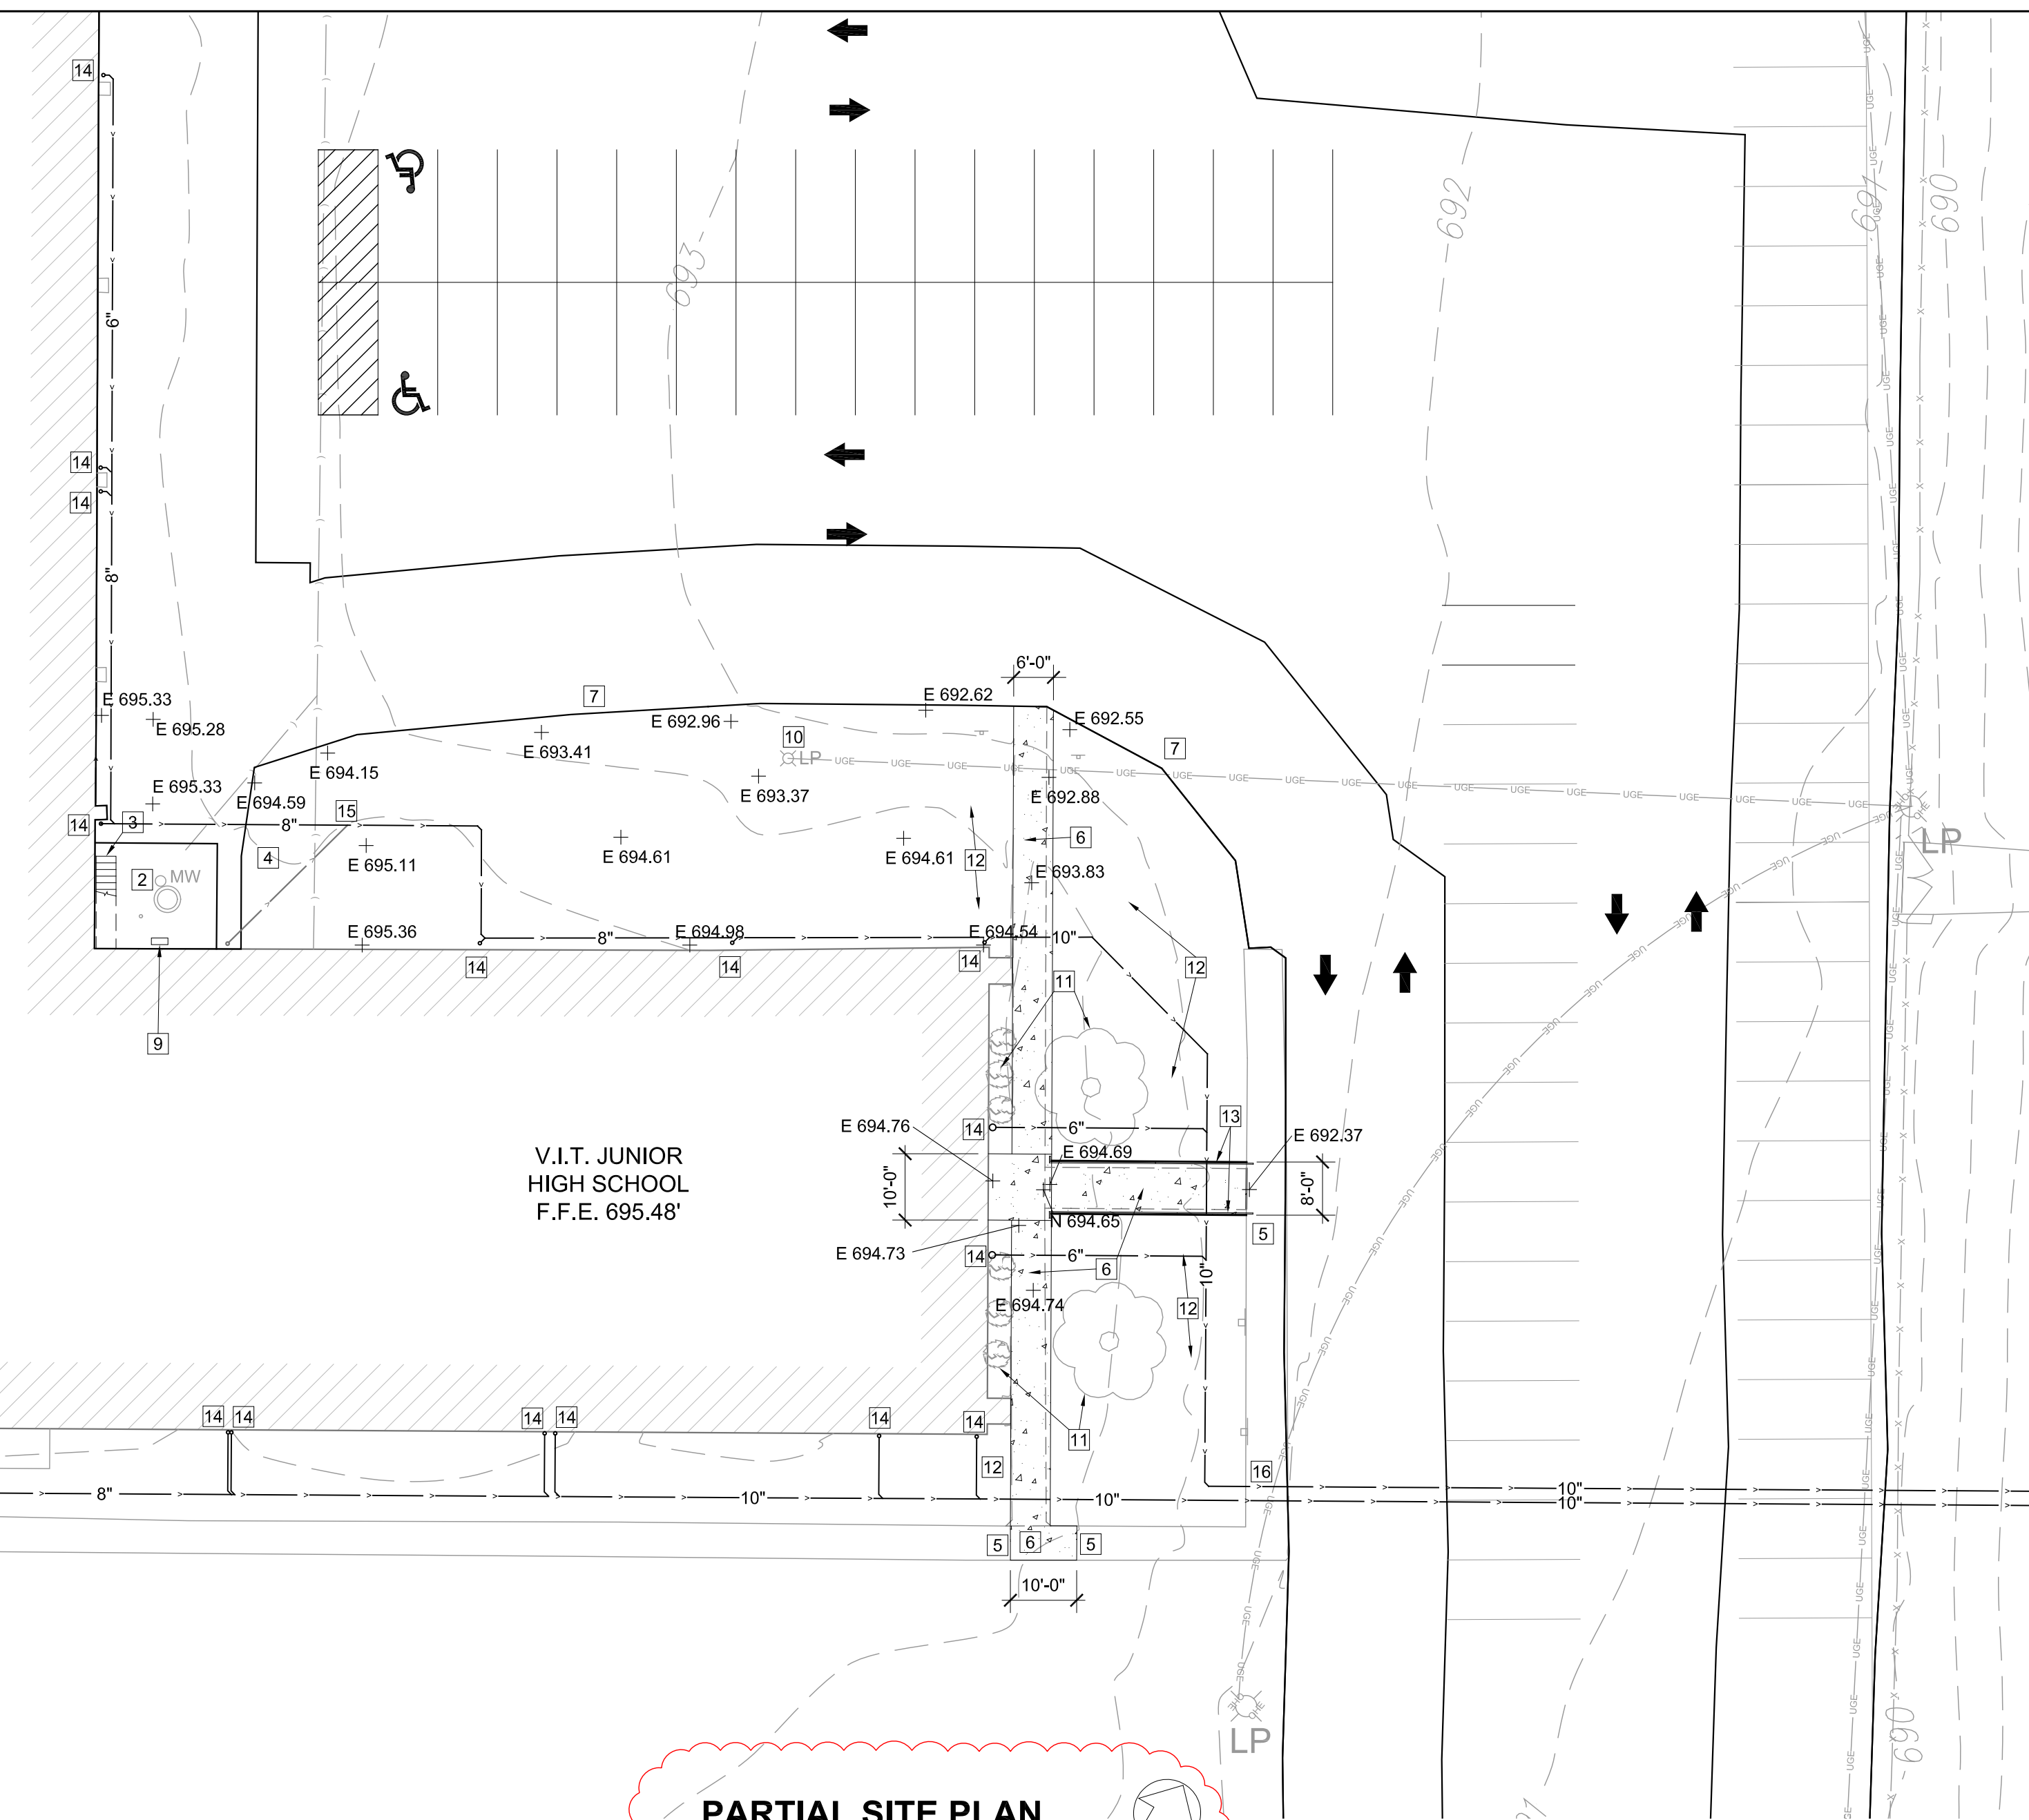 14
6"
693
692
691
690
14
14
8"
6'-0"
E 695.33
E 695.28
7
E 692.96
E 692.62
E 692.55
10
LP
7
E 693.41
E 694.15
E 695.33
E 694.59
E 693.37
E 692.88
14
3
8"
15
6
LP
4
E 695.11
E 694.61
E 694.61
12
E 693.83
2
MW
E 695.36
8"
E 694.98
E 694.54
10"
14
14
14
12
11
9
E 694.76
14
6"
13
E 692.37
V.I.T. JUNIOR
HIGH SCHOOL
F.F.E. 695.48'
E 694.69
10'-0"
8'-0"
N 694.65
5
E 694.73
14
6"
6
10"
E 694.74
12
14
14
14
14
14
14
11
12
16
8"
10"
10"
10"
10"
5
6
5
10'-0"
UGE
OHE
LP
690
PARTIAL SITE PLAN